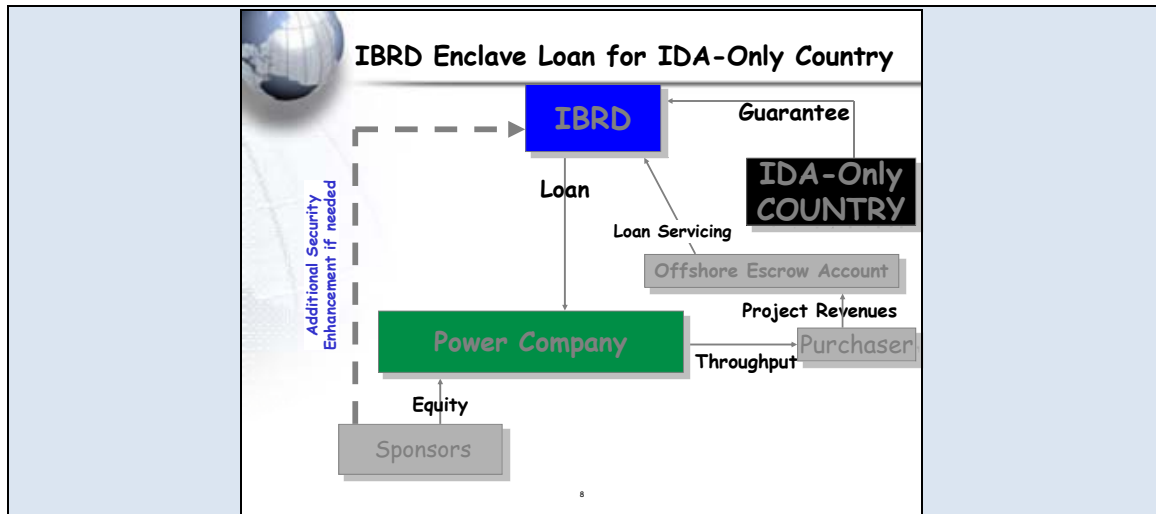 IBRD Enclave Loan for IDA-Only Country
IBRD
Guarantee
IDA-Only
COUNTRY
Loan
Additional Security
Enhancement if needed
Loan Servicing
Offshore Escrow Account
Project Revenues
Power Company
Purchaser
Throughput
Equity
Sponsors
8